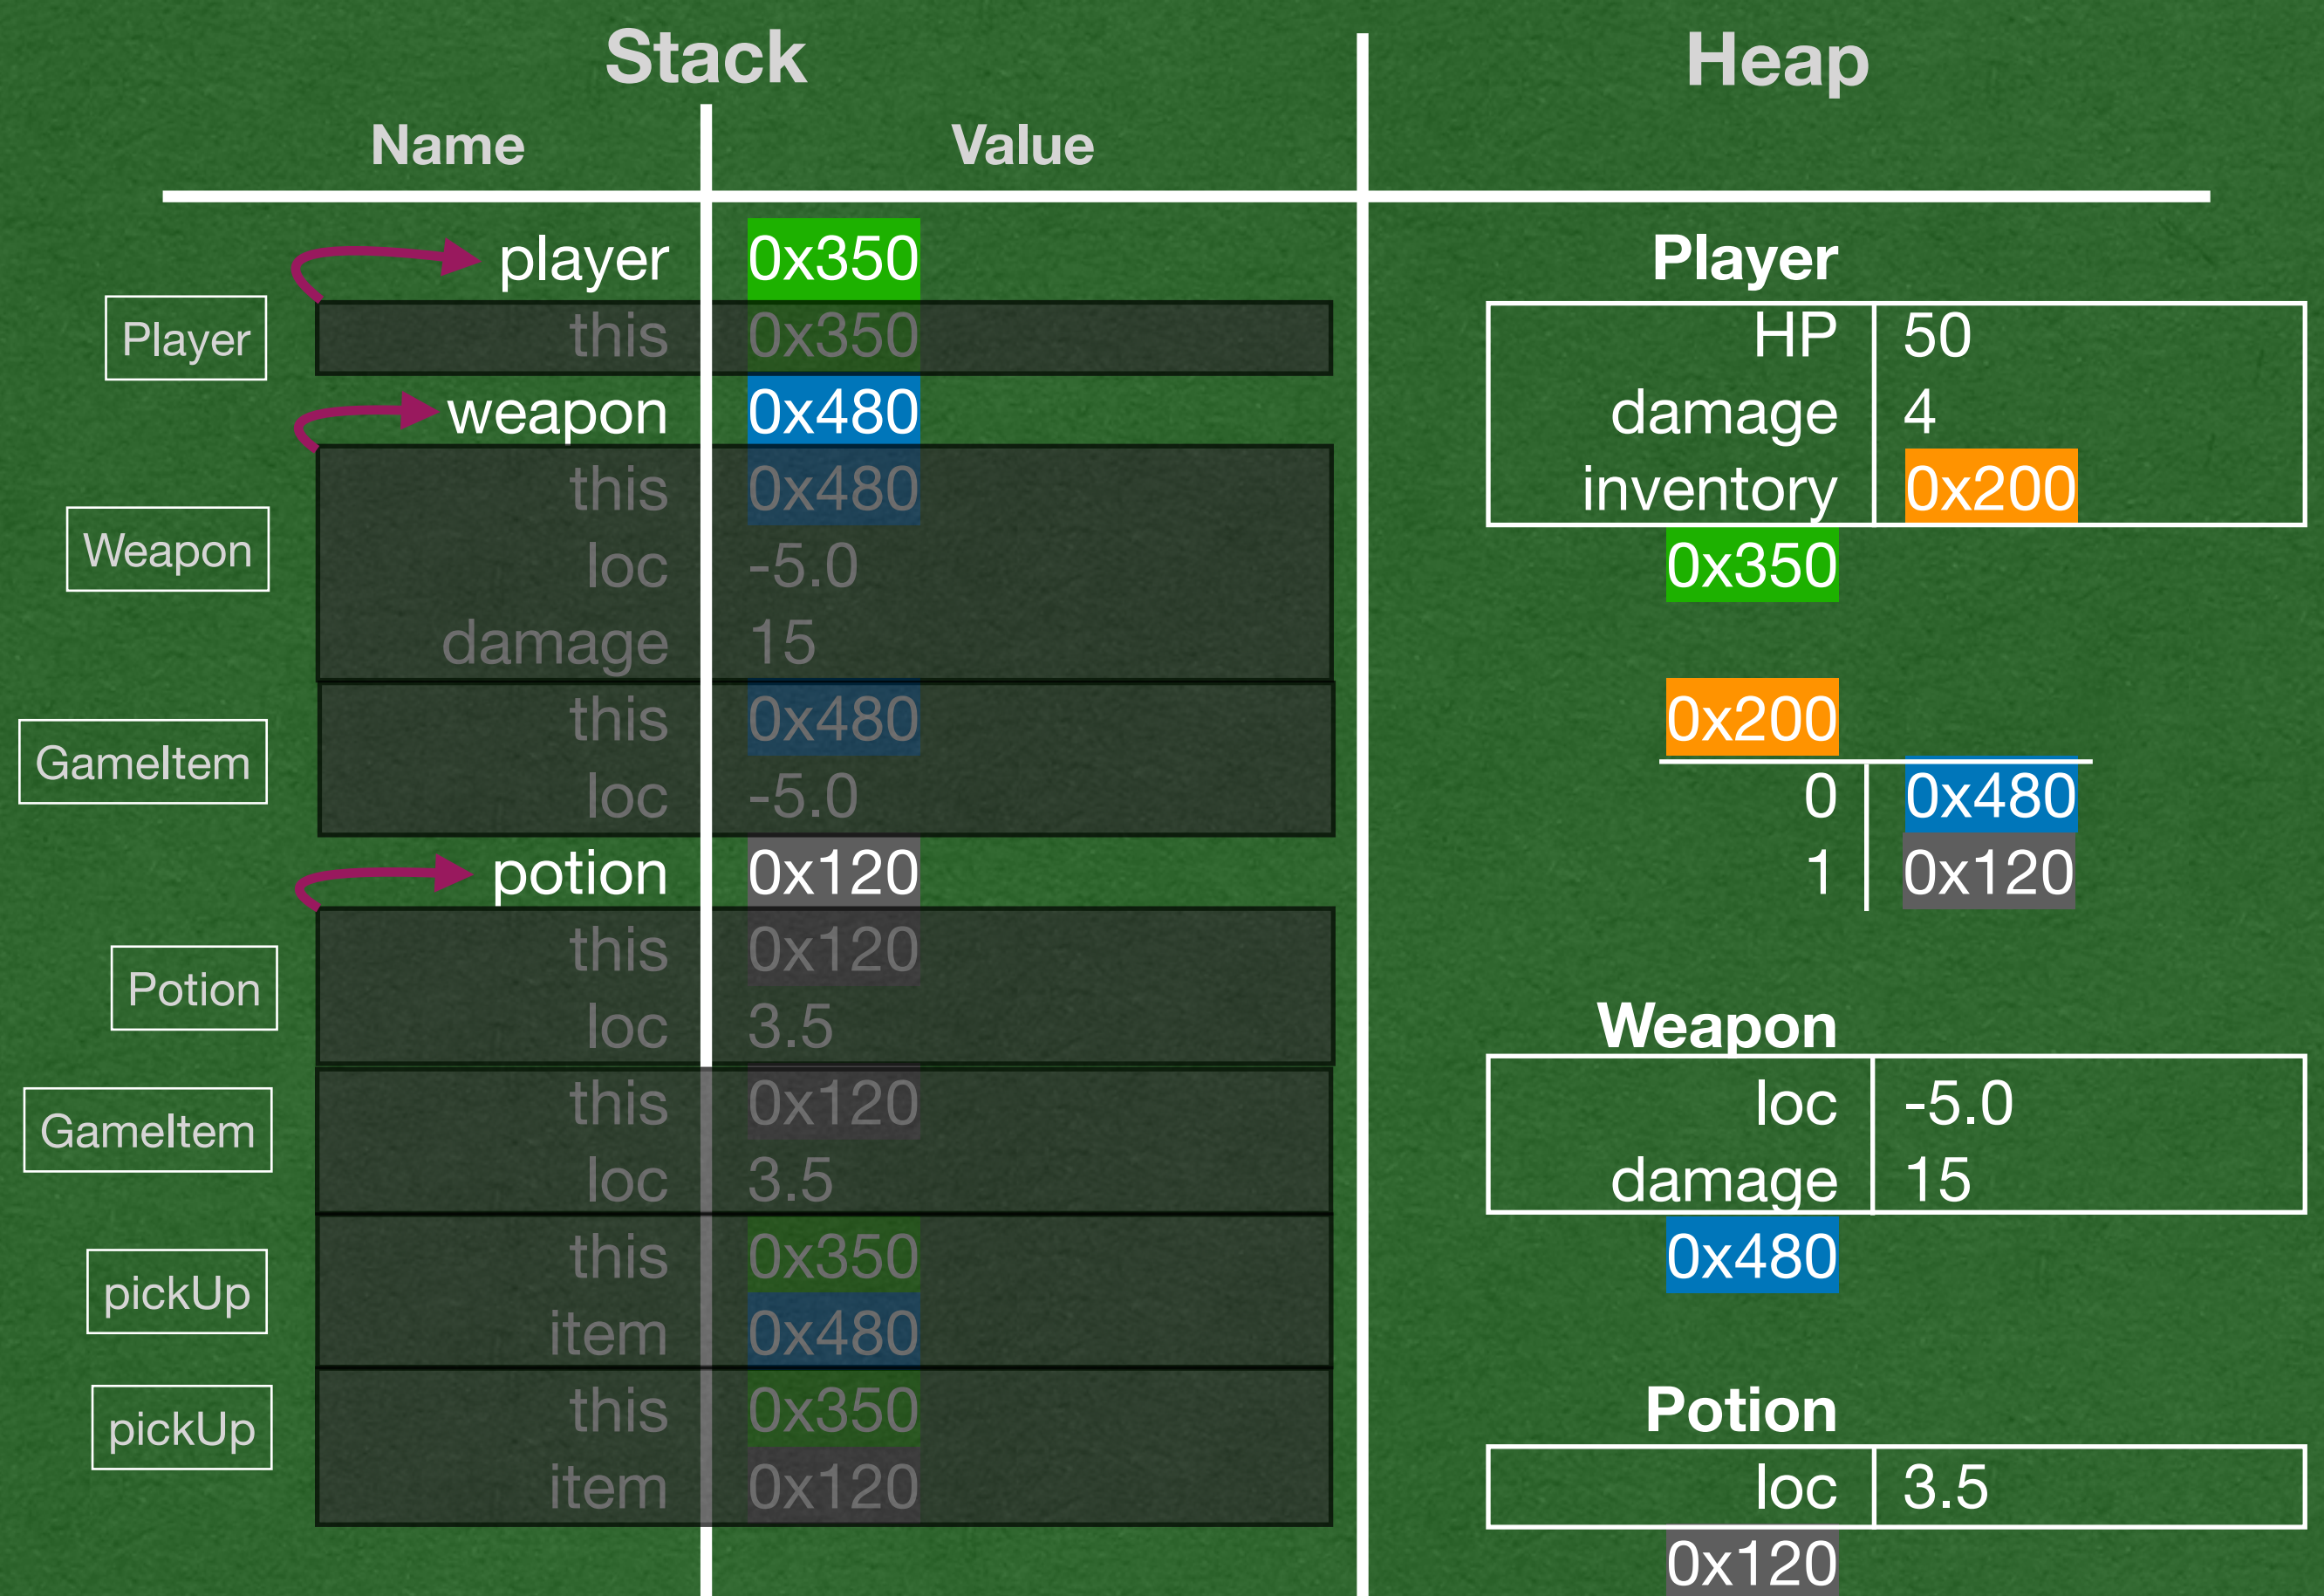 Stack
Heap
Name Value
player 0x350
Player
this 0x350
weapon 0x480
Weapon
this 0x480
loc -5.0
damage 15
GameItem
this 0x480
loc -5.0
potion 0x120
Potion
this 0x120
loc 3.5
GameItem
this 0x120
loc 3.5
pickUp
this 0x350
item 0x480
pickUp
this 0x350
item 0x120
Player
HP 50
damage 4
inventory 0x200
0x350
0x200
0 0x480
1 0x120
Weapon
loc -5.0
damage 15
0x480
Potion
loc 3.5
0x120